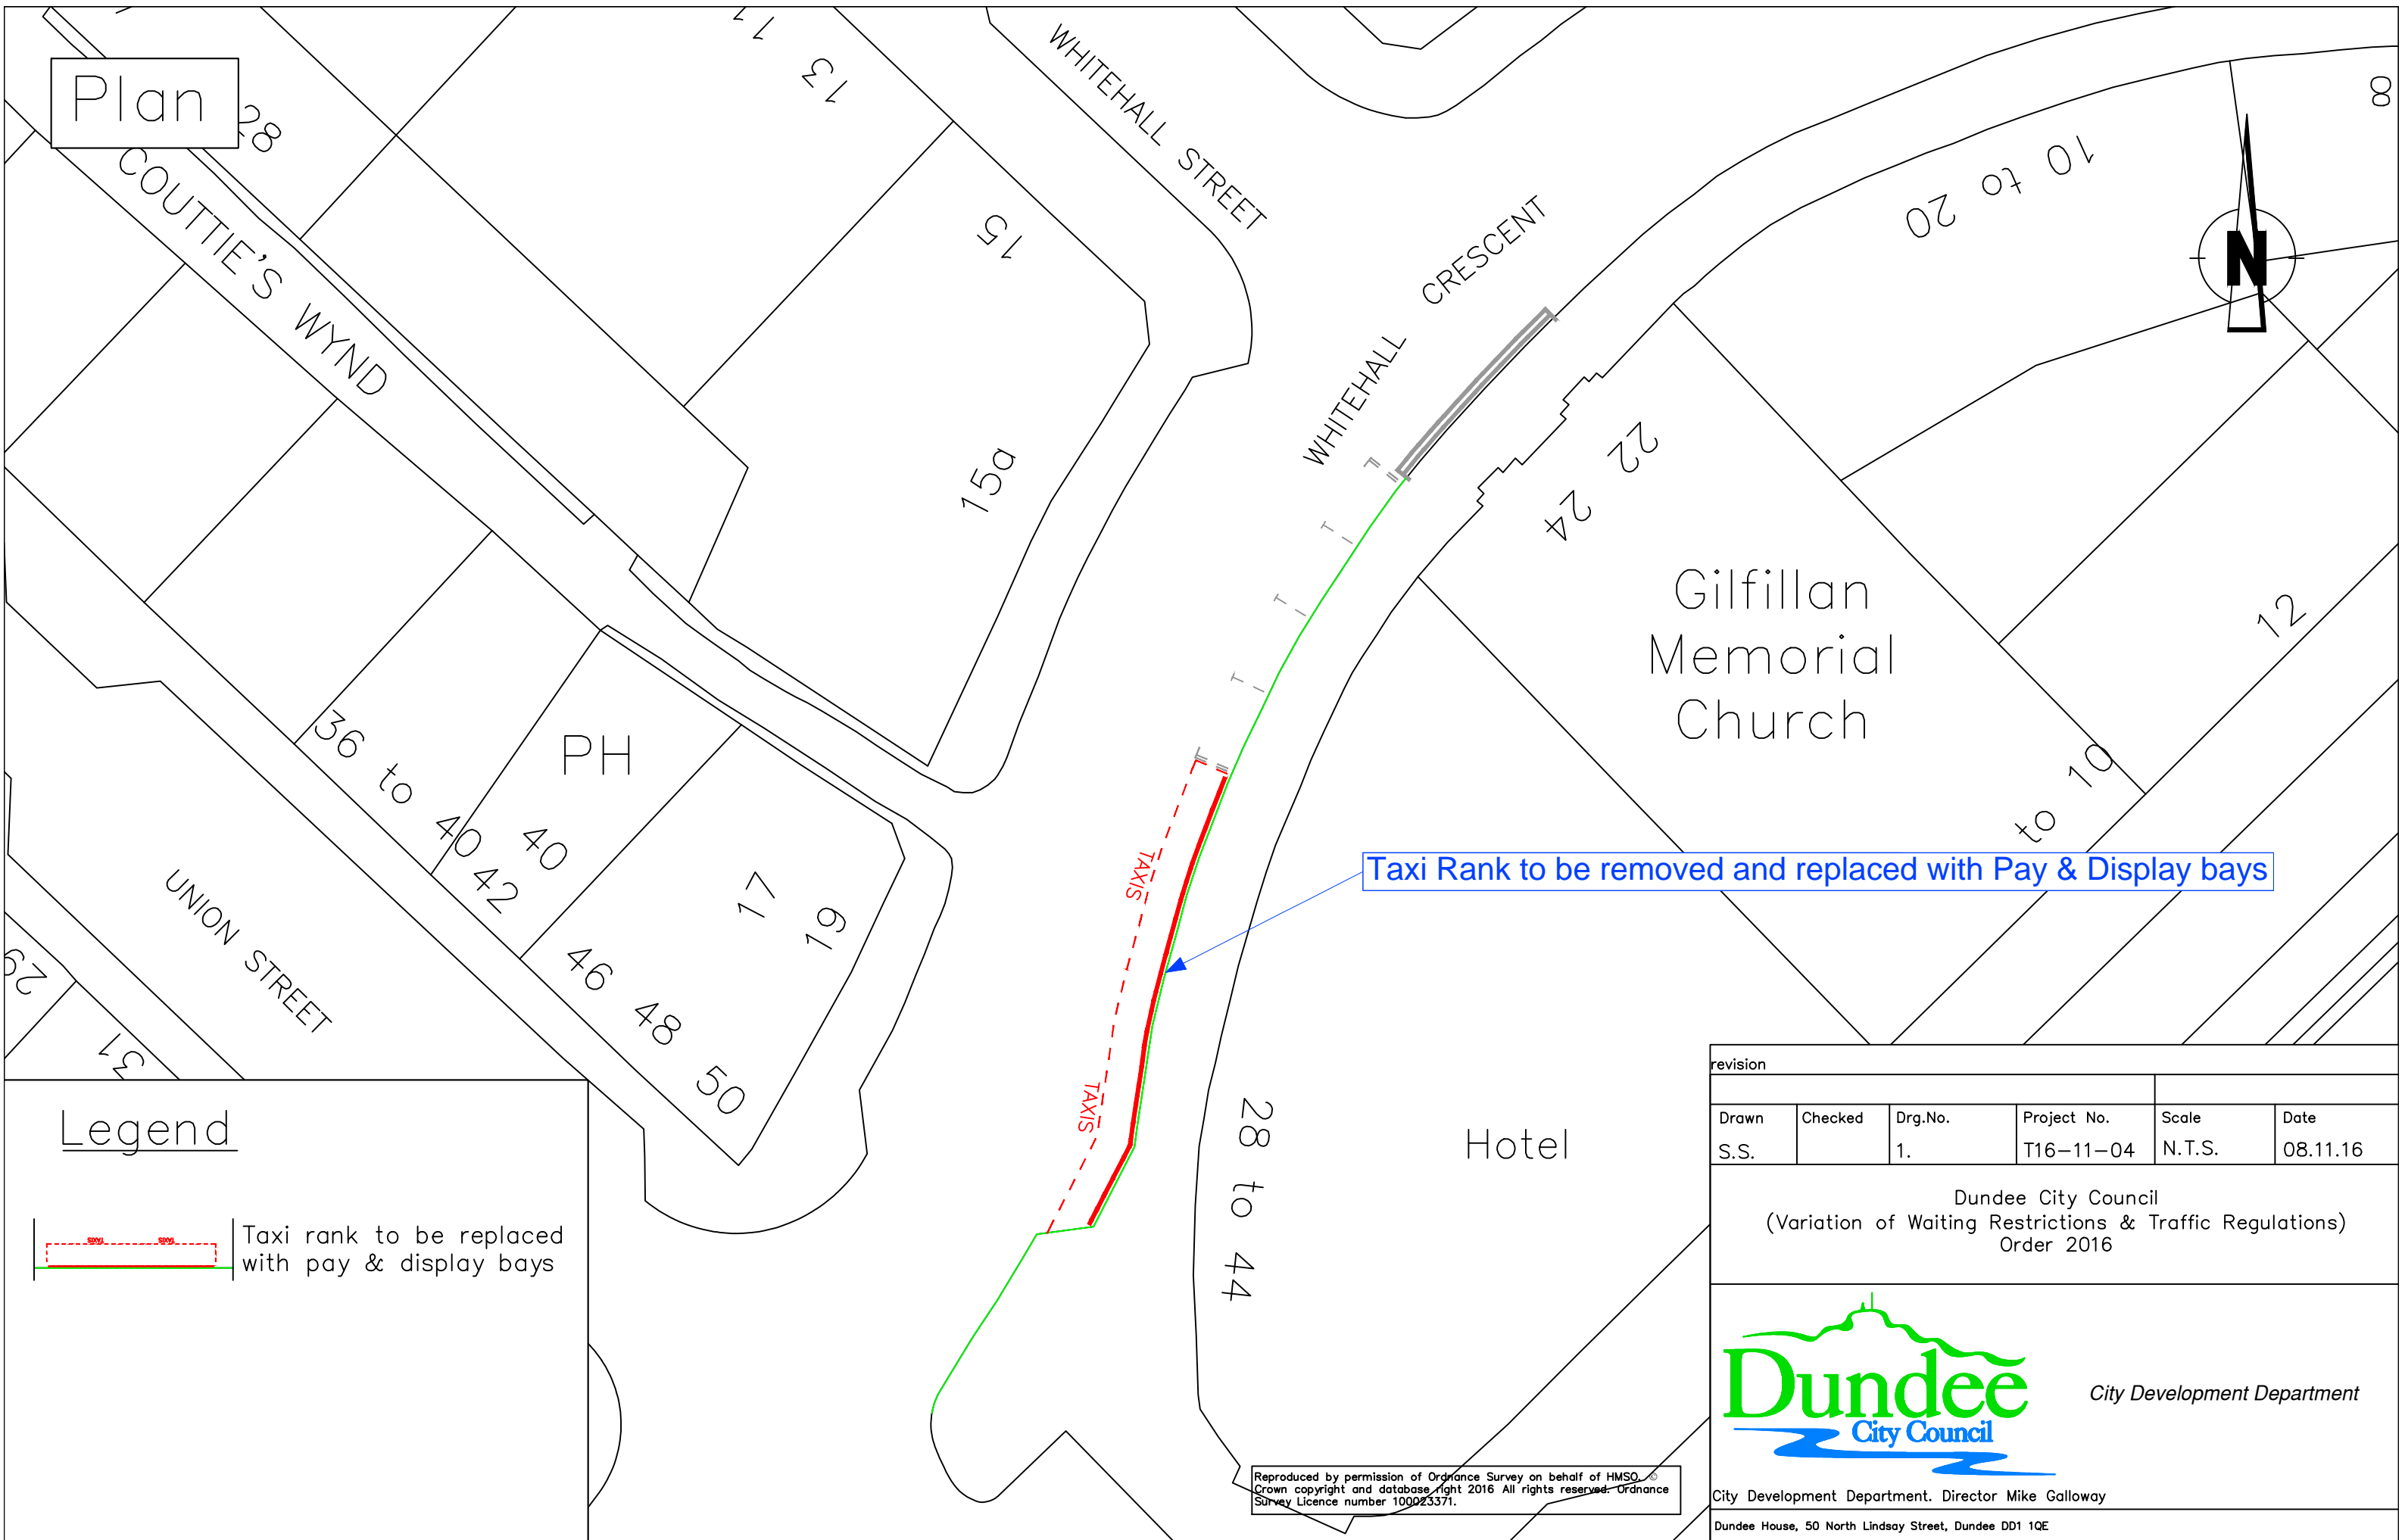 Plan
28
11
13
15
15a
COUTTIE'S WYND
WHITEHALL STREET
WHITEHALL CRESCENT
10 to 20
8
N
22
24
Gilfillan
Memorial
Church
12
to 10
36 to 40
PH
40
42
17
19
46 48 50
UNION STREET
29
31
TAXIS
TAXIS
Taxi Rank to be removed and replaced with Pay & Display bays
28 to 44
Hotel
Legend
TAXIS TAXIS
Taxi rank to be replaced
with pay & display bays
revision
Drawn Checked Drg.No. Project No. Scale Date
S.S. 1. T16-11-04 N.T.S. 08.11.16
Dundee City Council
(Variation of Waiting Restrictions & Traffic Regulations)
Order 2016
Dundee
City Council
City Development Department
City Development Department. Director Mike Galloway
Dundee House, 50 North Lindsay Street, Dundee DD1 1QE
Reproduced by permission of Ordnance Survey on behalf of HMSO. ©
Crown copyright and database right 2016 All rights reserved. Ordnance
Survey Licence number 100023371.